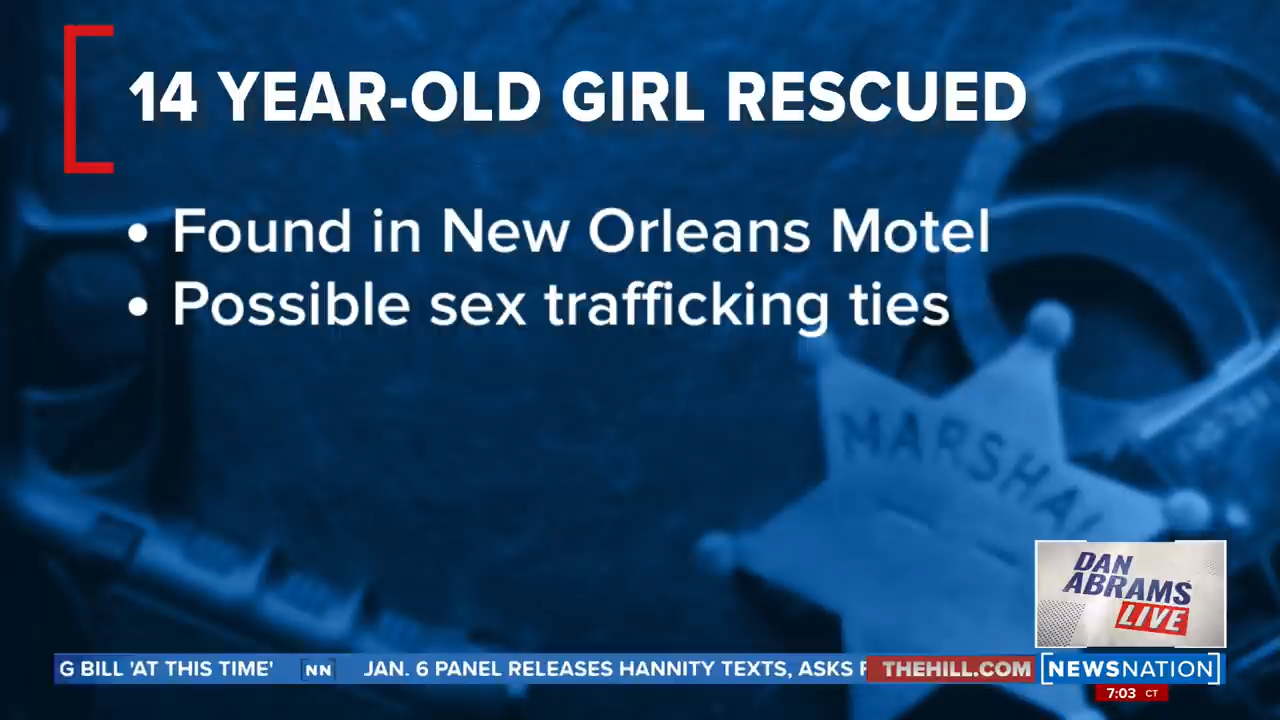 14 YEAR-OLD GIRL RESCUED
• Found in New Orleans Motel
• Possible sex trafficking ties
MARSHAL
DAN
ABRAMS
LIVE
G BILL 'AT THIS TIME' NN JAN. 6 PANEL RELEASES HANNITY TEXTS, ASKS THEHILL.COM NEWSNATION
7:03 CT